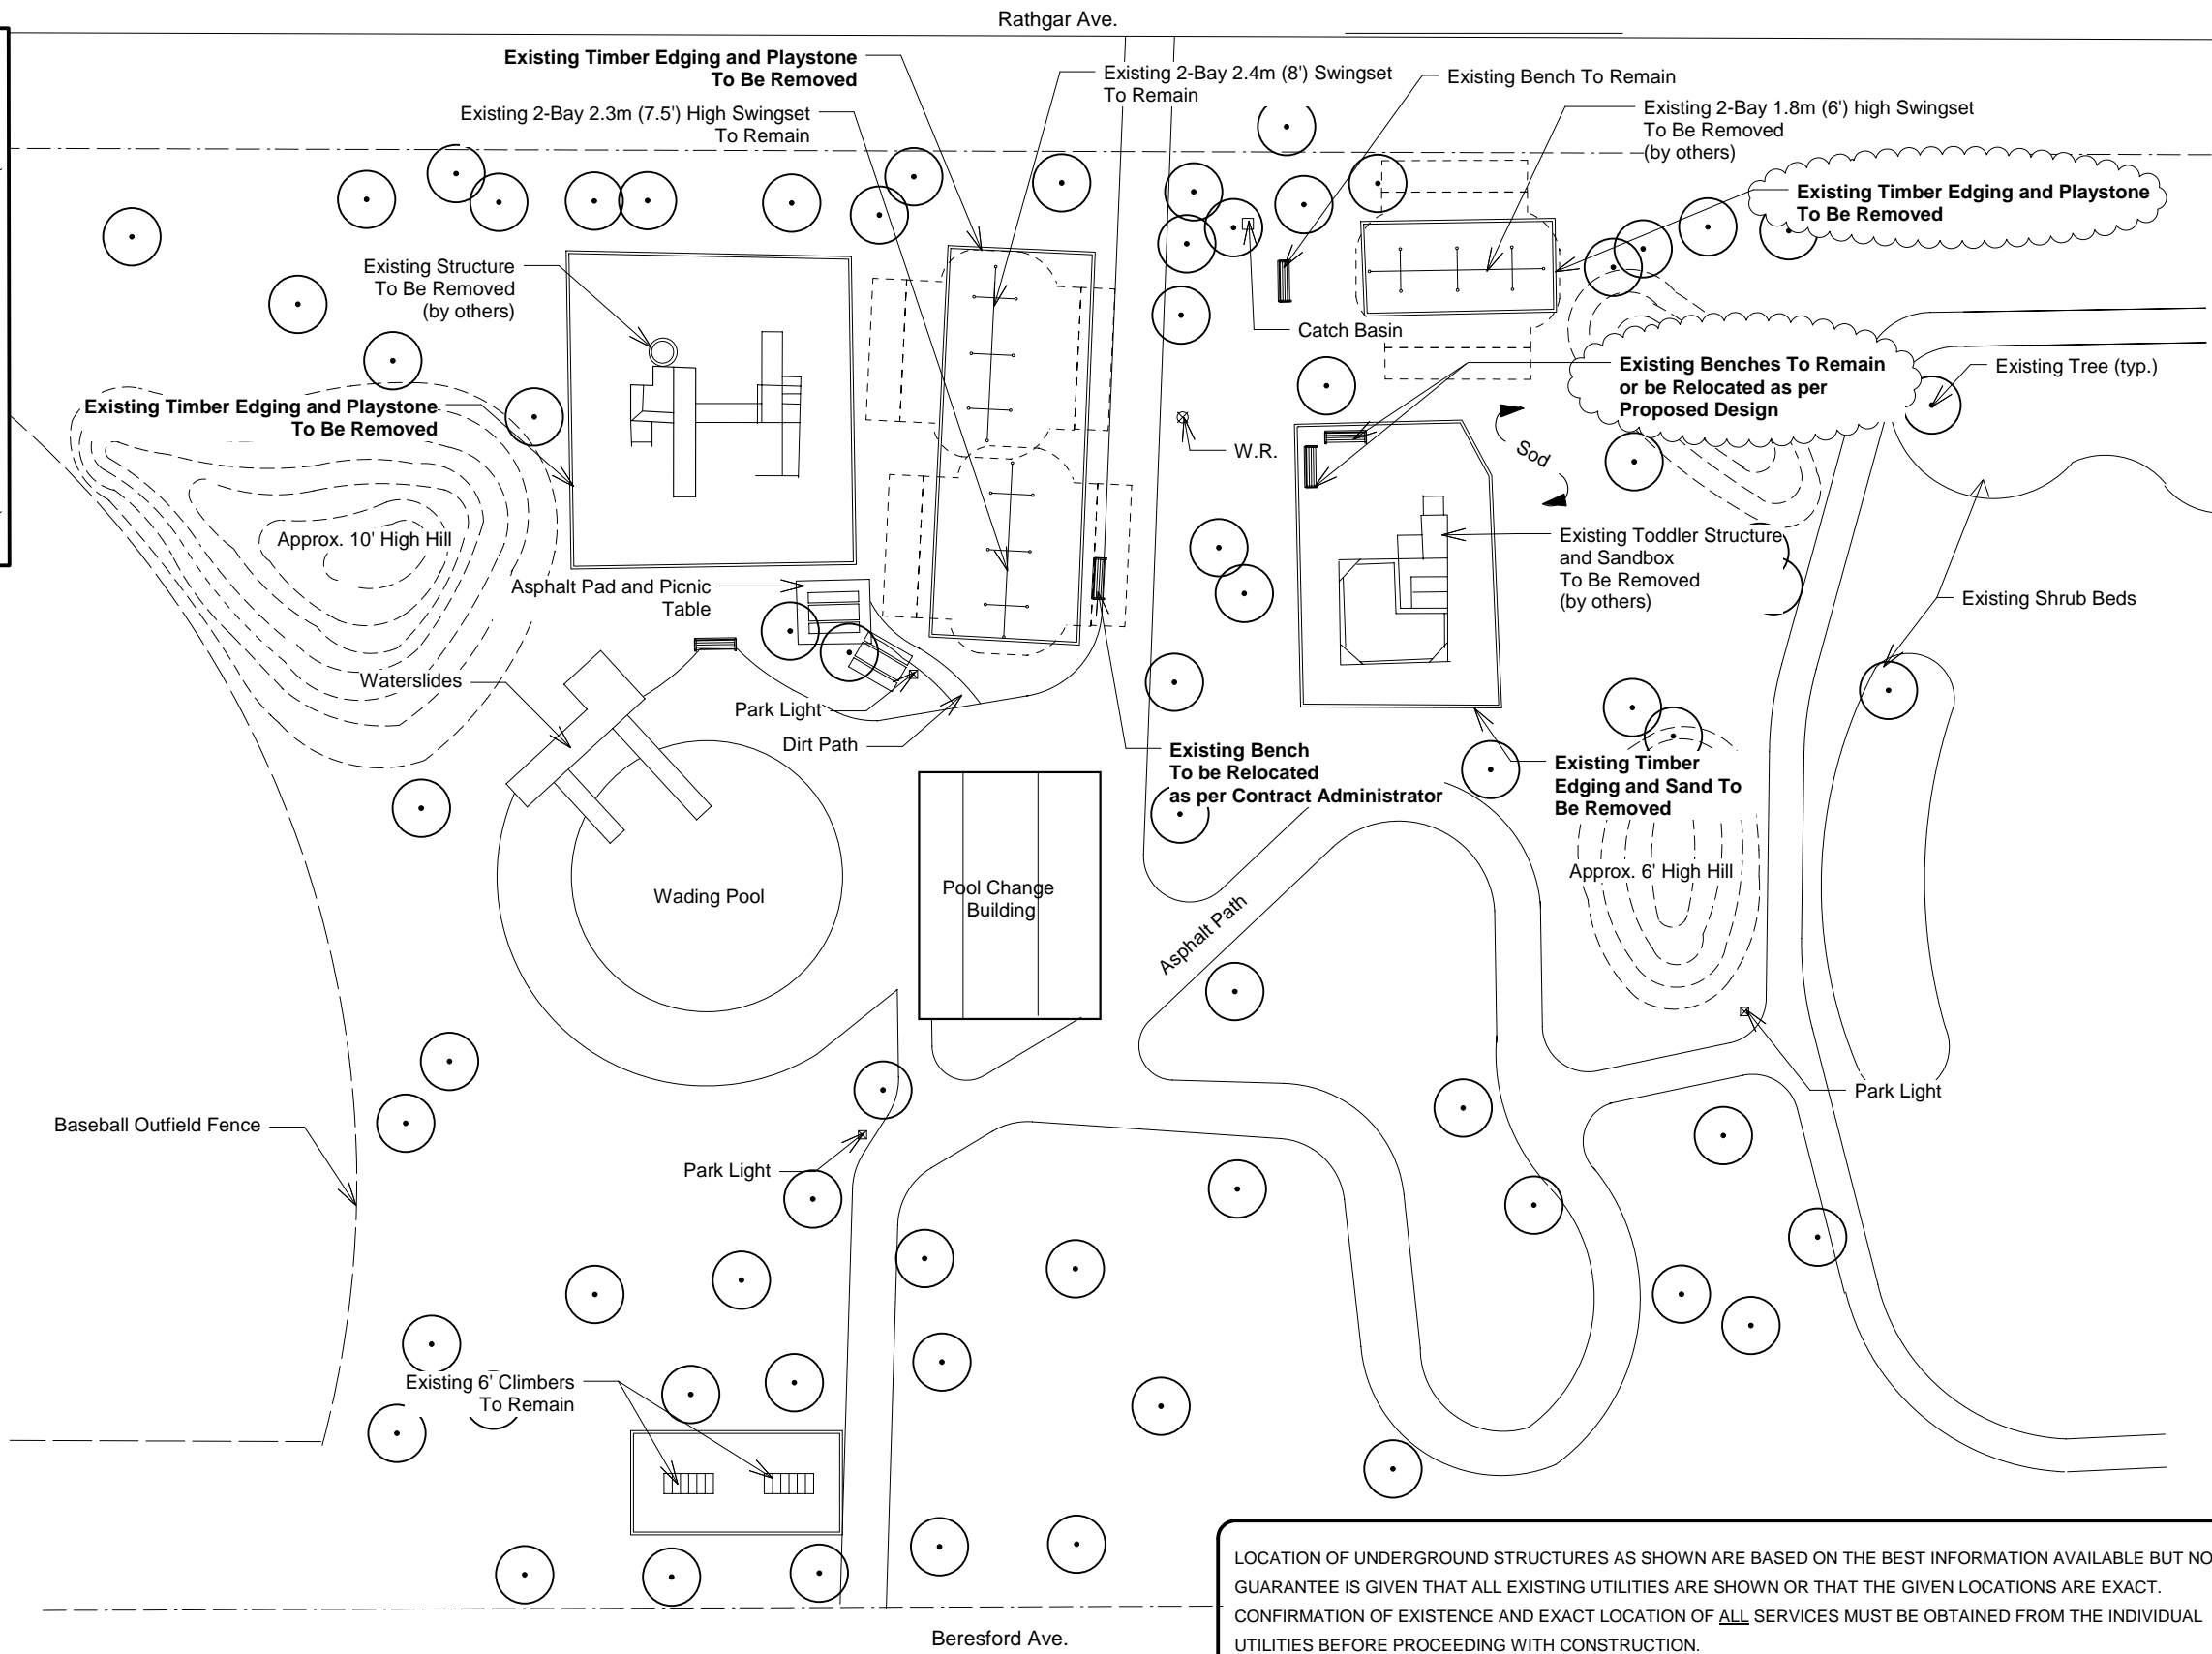 Rathgar Ave.
Existing Timber Edging and Playstone
To Be Removed
Existing 2-Bay 2.4m (8') Swingset
To Remain
Existing Bench To Remain
Existing 2-Bay 2.3m (7.5') High Swingset
To Remain
Existing 2-Bay 1.8m (6') high Swingset
To Be Removed
(by others)
Existing Timber Edging and Playstone
To Be Removed
Existing Structure
To Be Removed
(by others)
Catch Basin
Existing Benches To Remain
or be Relocated as per
Proposed Design
Existing Tree (typ.)
Existing Timber Edging and Playstone
To Be Removed
W.R.
Sod
Approx. 10' High Hill
Existing Toddler Structure
and Sandbox
To Be Removed
(by others)
Asphalt Pad and Picnic
Table
Existing Shrub Beds
Waterslides
Park Light
Dirt Path
Existing Bench
To be Relocated
as per Contract Administrator
Existing Timber
Edging and Sand To
Be Removed
Approx. 6' High Hill
Wading Pool
Pool Change
Building
Asphalt Path
Park Light
Baseball Outfield Fence
Park Light
Existing 6' Climbers
To Remain
LOCATION OF UNDERGROUND STRUCTURES AS SHOWN ARE BASED ON THE BEST INFORMATION AVAILABLE BUT NO
GUARANTEE IS GIVEN THAT ALL EXISTING UTILITIES ARE SHOWN OR THAT THE GIVEN LOCATIONS ARE EXACT.
CONFIRMATION OF EXISTENCE AND EXACT LOCATION OF ALL SERVICES MUST BE OBTAINED FROM THE INDIVIDUAL
UTILITIES BEFORE PROCEEDING WITH CONSTRUCTION.
Beresford Ave.